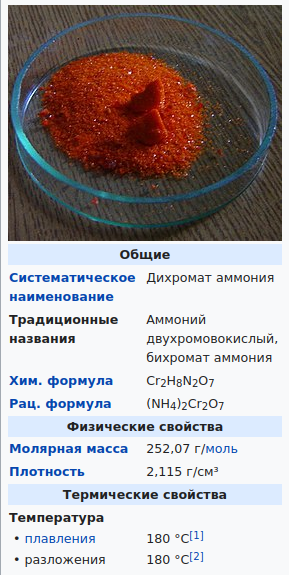 Общие
Систематическое Дихромат аммония
наименование
Традиционные Аммоний
названия двухромовокислый,
бихромат аммония
Хим. формула Cr2H8N2O7
Рац. формула (NH4)2Cr2O7
Физические свойства
Молярная масса 252,07 г/моль
Плотность 2,115 г/см³
Термические свойства
Температура
• плавления 180 °C[1]
• разложения 180 °C[2]